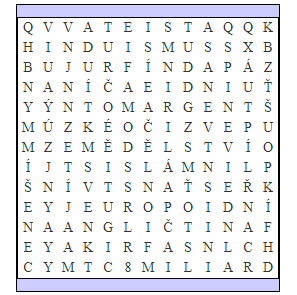 Q V V A T E I S T A Q Q K
H I N D U I S M U S S X B
B U J U R F Í N D A P Á Z
N A N Í Č A E I D N I U Ť
Y Ý N T O M A R G E N T Š
M Ú Z K É O Č I Z V E P U
M Z E M Ě D Ě L S T V Í O
Í J T S I S L Á M N I L P
Š N Í V T S N A Ť S E Ř K
E Y J E U R O P O I D N Í
N A A N G L I Č T I N A F
E Y A K I R F A S N L C H
C Y M T C 8 M I L I A R D